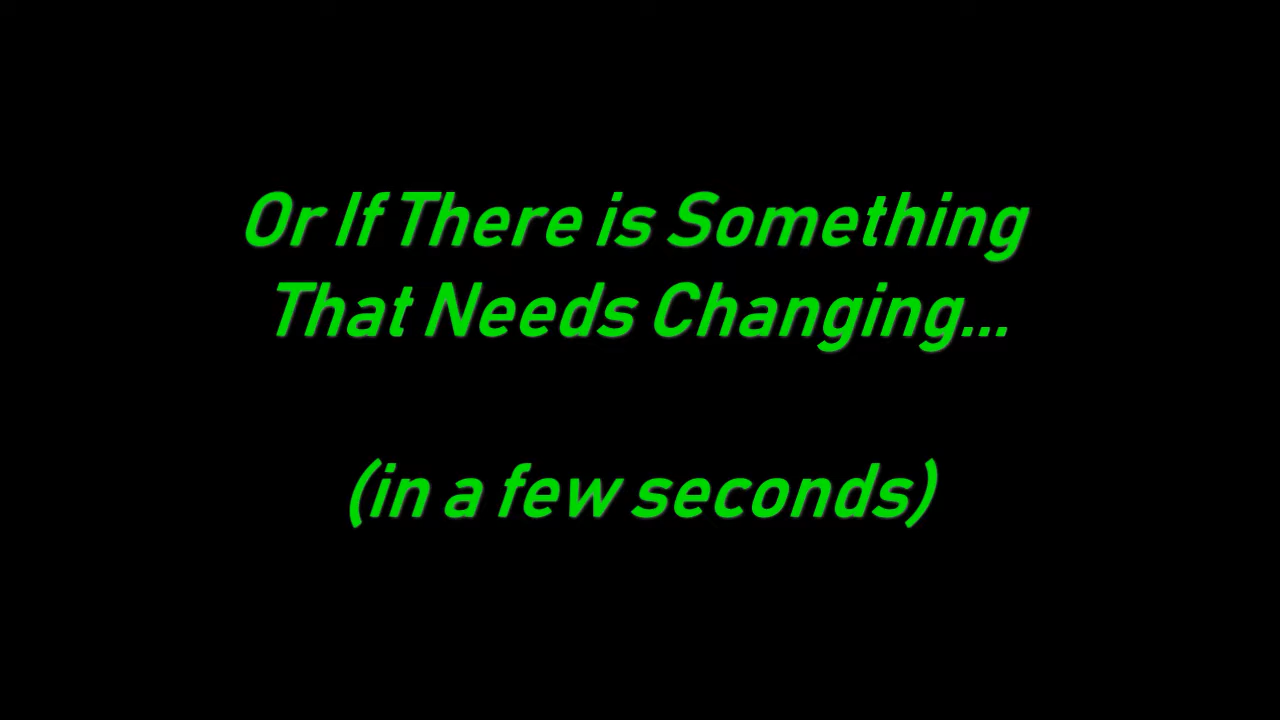 Or If There is Something
That Needs Changing...
(in a few seconds)